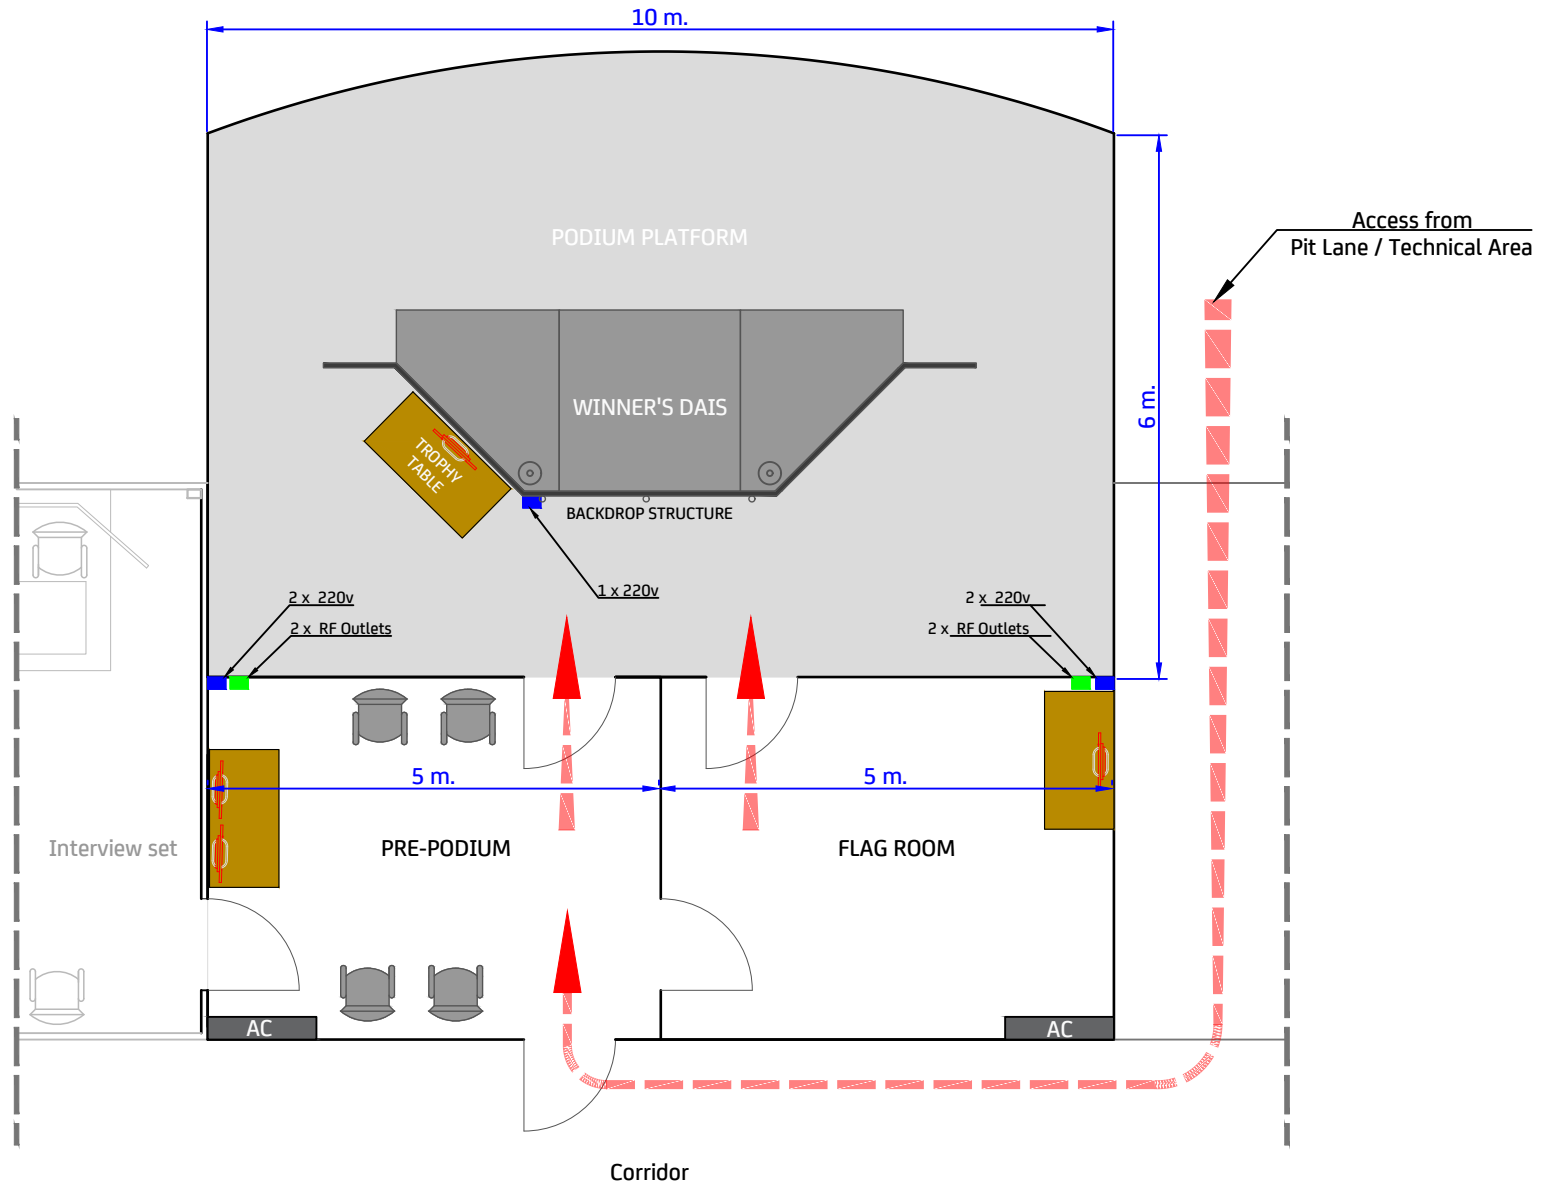 10 m.
Access from
Pit Lane / Technical Area
PODIUM PLATFORM
6 m.
WINNER'S DAIS
TROPHY
TABLE
BACKDROP STRUCTURE
1 x 220v
2 x  220v
2 x  RF Outlets
2 x  220v
2 x  RF Outlets
5 m.
5 m.
Interview set
PRE-PODIUM
FLAG ROOM
AC
AC
Corridor